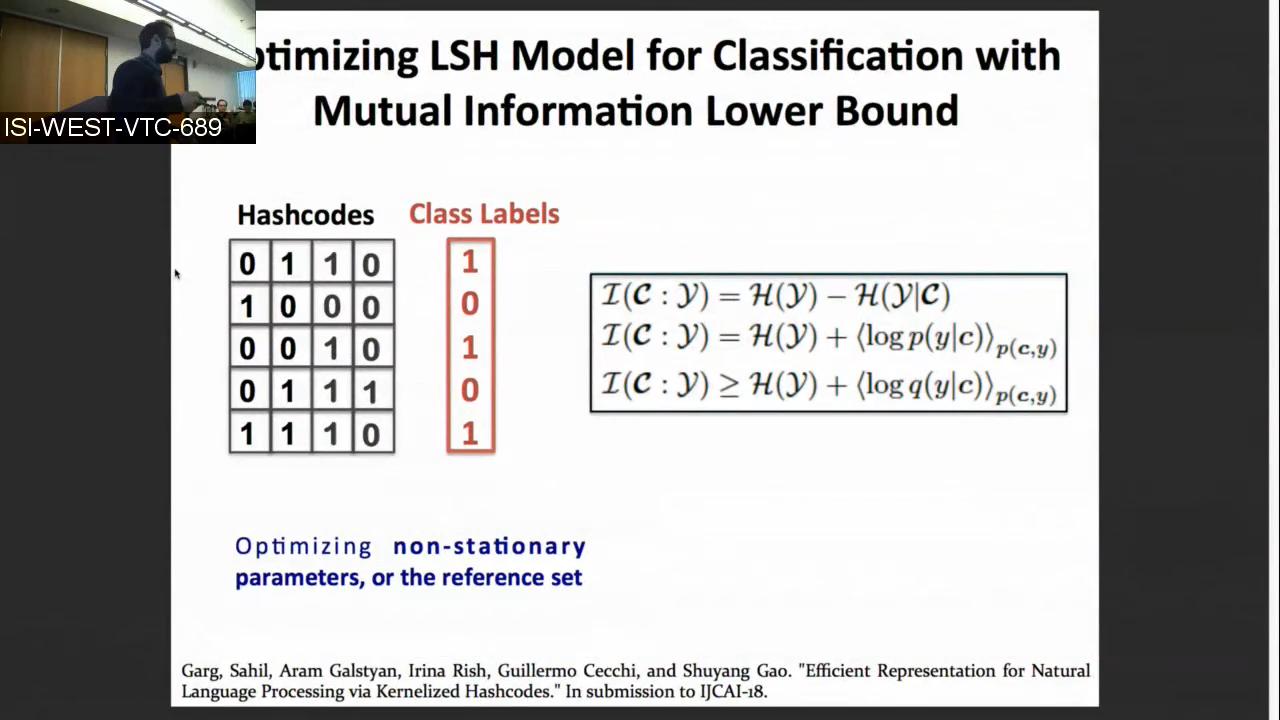 ptimizing LSH Model for Classification with
Mutual Information Lower Bound
ISI-WEST-VTC-689
Hashcodes Class Labels
0 1 1 0 1
1 0 0 0 0
0 0 1 0 1
0 1 1 1 0
1 1 1 0 1
I(C : Y) = H(Y) − H(Y|C)
I(C : Y) = H(Y) + ⟨log p(y|c)⟩p(c,y)
I(C : Y) ≥ H(Y) + ⟨log q(y|c)⟩p(c,y)
Optimizing non-stationary
parameters, or the reference set
Garg, Sahil, Aram Galstyan, Irina Rish, Guillermo Cecchi, and Shuyang Gao. "Efficient Representation for Natural
Language Processing via Kernelized Hashcodes." In submission to IJCAI-18.